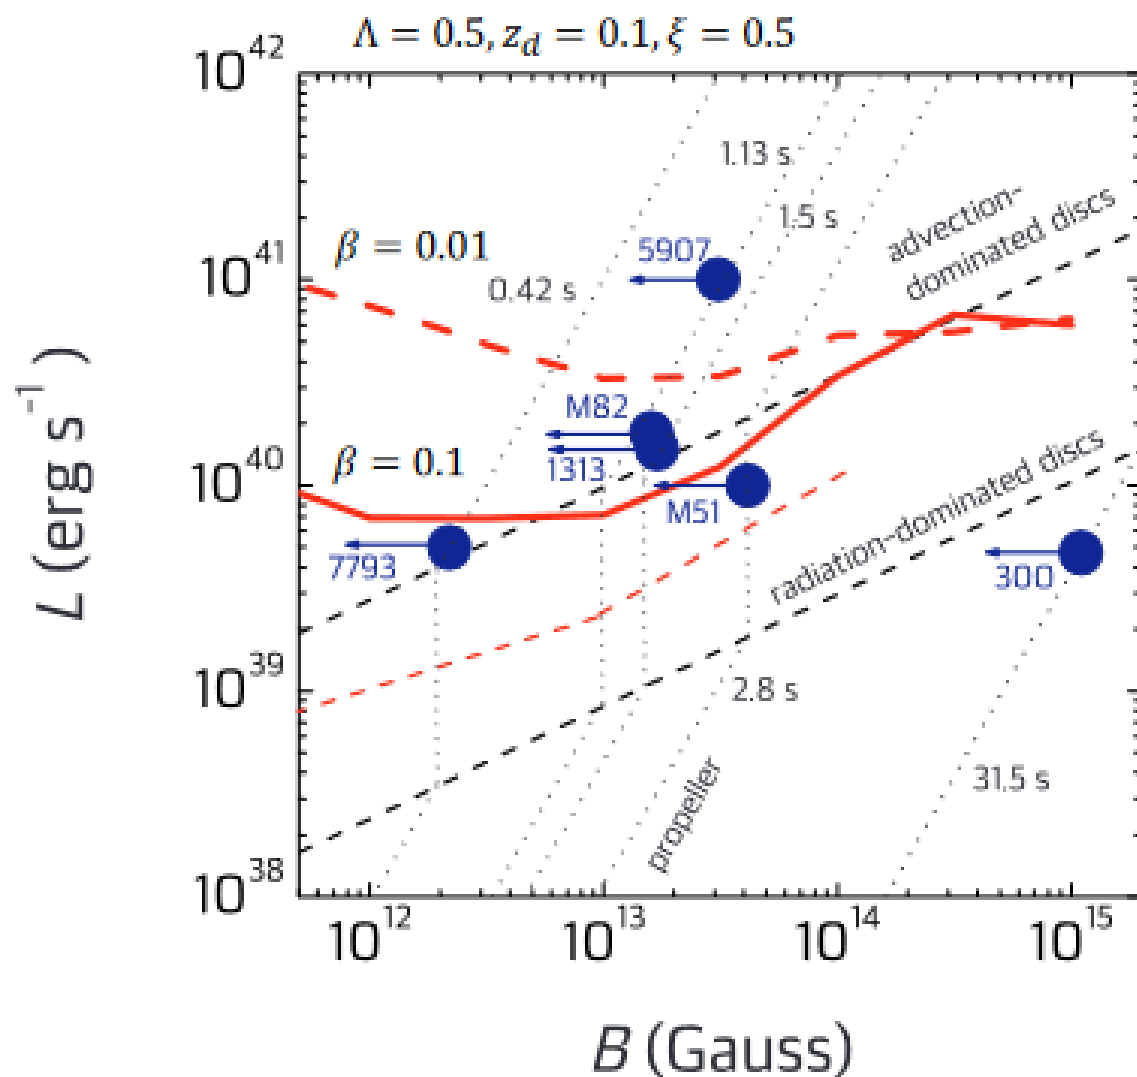 Λ = 0.5, z_d = 0.1, ξ = 0.5
10^42
1.13 s
1.5 s
advection-
dominated discs
β = 0.01
5907
10^41
0.42 s
M82
β = 0.1
1313
10^40
M51
radiation-dominated discs
7793
300
10^39
2.8 s
31.5 s
propeller
10^38
10^12
10^13
10^14
10^15
L (erg s^−1)
B (Gauss)